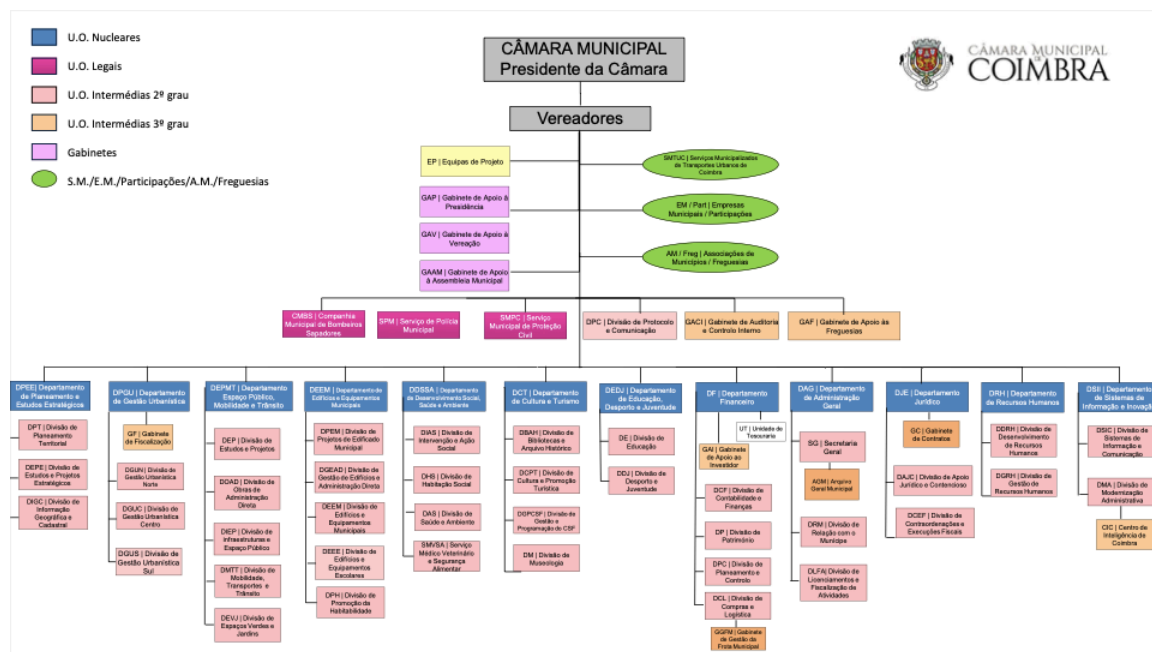 U.O. Nucleares
U.O. Legais
U.O. Intermédias 2º grau
U.O. Intermédias 3º grau
Gabinetes
S.M./E.M./Participações/A.M./Freguesias
CÂMARA MUNICIPAL
Presidente da Câmara
CÂMARA MUNICIPAL
DE
COIMBRA
Vereadores
EP | Equipas de Projeto
SMTUC | Serviços Municipalizados
de Transportes Urbanos de
Coimbra
GAP | Gabinete de Apoio à
Presidência
EM / Part | Empresas
Municipais / Participações
GAV | Gabinete de Apoio à
Vereação
AM / Freg | Associações de
Municípios / Freguesias
GAAM | Gabinete de Apoio
à Assembleia Municipal
CMBS | Companhia
Municipal de Bombeiros
Sapadores
SPM | Serviço de Polícia
Municipal
SMPC | Serviço
Municipal de Proteção
Civil
DPC | Divisão de Protocolo
e Comunicação
GACI | Gabinete de Auditoria
e Controlo Interno
GAF | Gabinete de Apoio às
Freguesias
DPEE| Departamento
de Planeamento e
Estudos Estratégicos
DPT | Divisão de
Planeamento
Territorial
DEPE | Divisão de
Estudos e Projetos
Estratégicos
DIGC | Divisão de
Informação
Geográfica e
Cadastral
DPGU | Departamento
de Gestão Urbanística
GF | Gabinete
de Fiscalização
DGUN | Divisão de
Gestão Urbanística
Norte
DGUC | Divisão de
Gestão Urbanística
Centro
DGUS | Divisão de
Gestão Urbanística
Sul
DEPMT | Departamento
Espaço Público,
Mobilidade e Trânsito
DEP | Divisão de
Estudos e Projetos
DOAD | Divisão de
Obras de
Administração
Direta
DIEP | Divisão de
Infraestruturas e
Espaço Público
DMTT | Divisão de
Mobilidade,
Transportes e
Trânsito
DEVJ | Divisão de
Espaços Verdes e
Jardins
DEEM | Departamento de
Edifícios e Equipamentos
Municipais
DPEM | Divisão de
Projetos de Edificado
Municipal
DGEAD | Divisão de
Gestão de Edifícios e
Administração Direta
DEEM | Divisão de
Edifícios e
Equipamentos
Municipais
DEEE | Divisão de
Edifícios e
Equipamentos
Escolares
DPH | Divisão de
Promoção da
Habitabilidade
DDSSA | Departamento
de Desenvolvimento Social,
Saúde e Ambiente
DIAS | Divisão de
Intervenção e Ação
Social
DHS | Divisão de
Habitação Social
DAS | Divisão de
Saúde e Ambiente
SMVSA | Serviço
Médico Veterinário
e Segurança
Alimentar
DCT | Departamento
de Cultura e Turismo
DBAH | Divisão de
Bibliotecas e
Arquivo Histórico
DCPT | Divisão de
Cultura e Promoção
Turística
DGPCSF | Divisão de
Gestão e
Programação do CSF
DM | Divisão de
Museologia
DEDJ | Departamento
de Educação,
Desporto e Juventude
DE | Divisão de
Educação
DDJ | Divisão de
Desporto e
Juventude
DF | Departamento
Financeiro
UT | Unidade de
Tesouraria
GAI | Gabinete
de Apoio ao
Investidor
DCF | Divisão de
Contabilidade e
Finanças
DP | Divisão de
Património
DPC | Divisão de
Planeamento e
Controlo
DCL | Divisão de
Compras e
Logística
GGFM | Gabinete
de Gestão da
Frota Municipal
DAG | Departamento
de Administração
Geral
SG | Secretaria
Geral
AGM | Arquivo
Geral Municipal
DRM | Divisão de
Relação com o
Munícipe
DLFA| Divisão de
Licenciamentos e
Fiscalização de
Atividades
DJE | Departamento
Jurídico
GC | Gabinete
de Contratos
DAJC | Divisão de Apoio
Jurídico e Contencioso
DCEF | Divisão de
Contraordenações e
Execuções Fiscais
DRH | Departamento
de Recursos Humanos
DDRH | Divisão de
Desenvolvimento de
Recursos Humanos
DGRH | Divisão de
Gestão de
Recursos Humanos
DSII | Departamento
de Sistemas de
Informação e Inovação
DSIC | Divisão de
Sistemas de
Informação e
Comunicação
DMA | Divisão de
Modernização
Administrativa
CIC | Centro de
Inteligência de
Coimbra